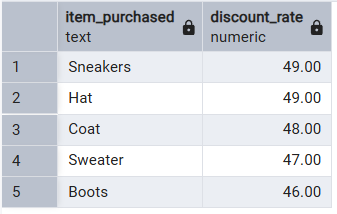 item_purchased discount_rate
text numeric
1 Sneakers 49.00
2 Hat 49.00
3 Coat 48.00
4 Sweater 47.00
5 Boots 46.00